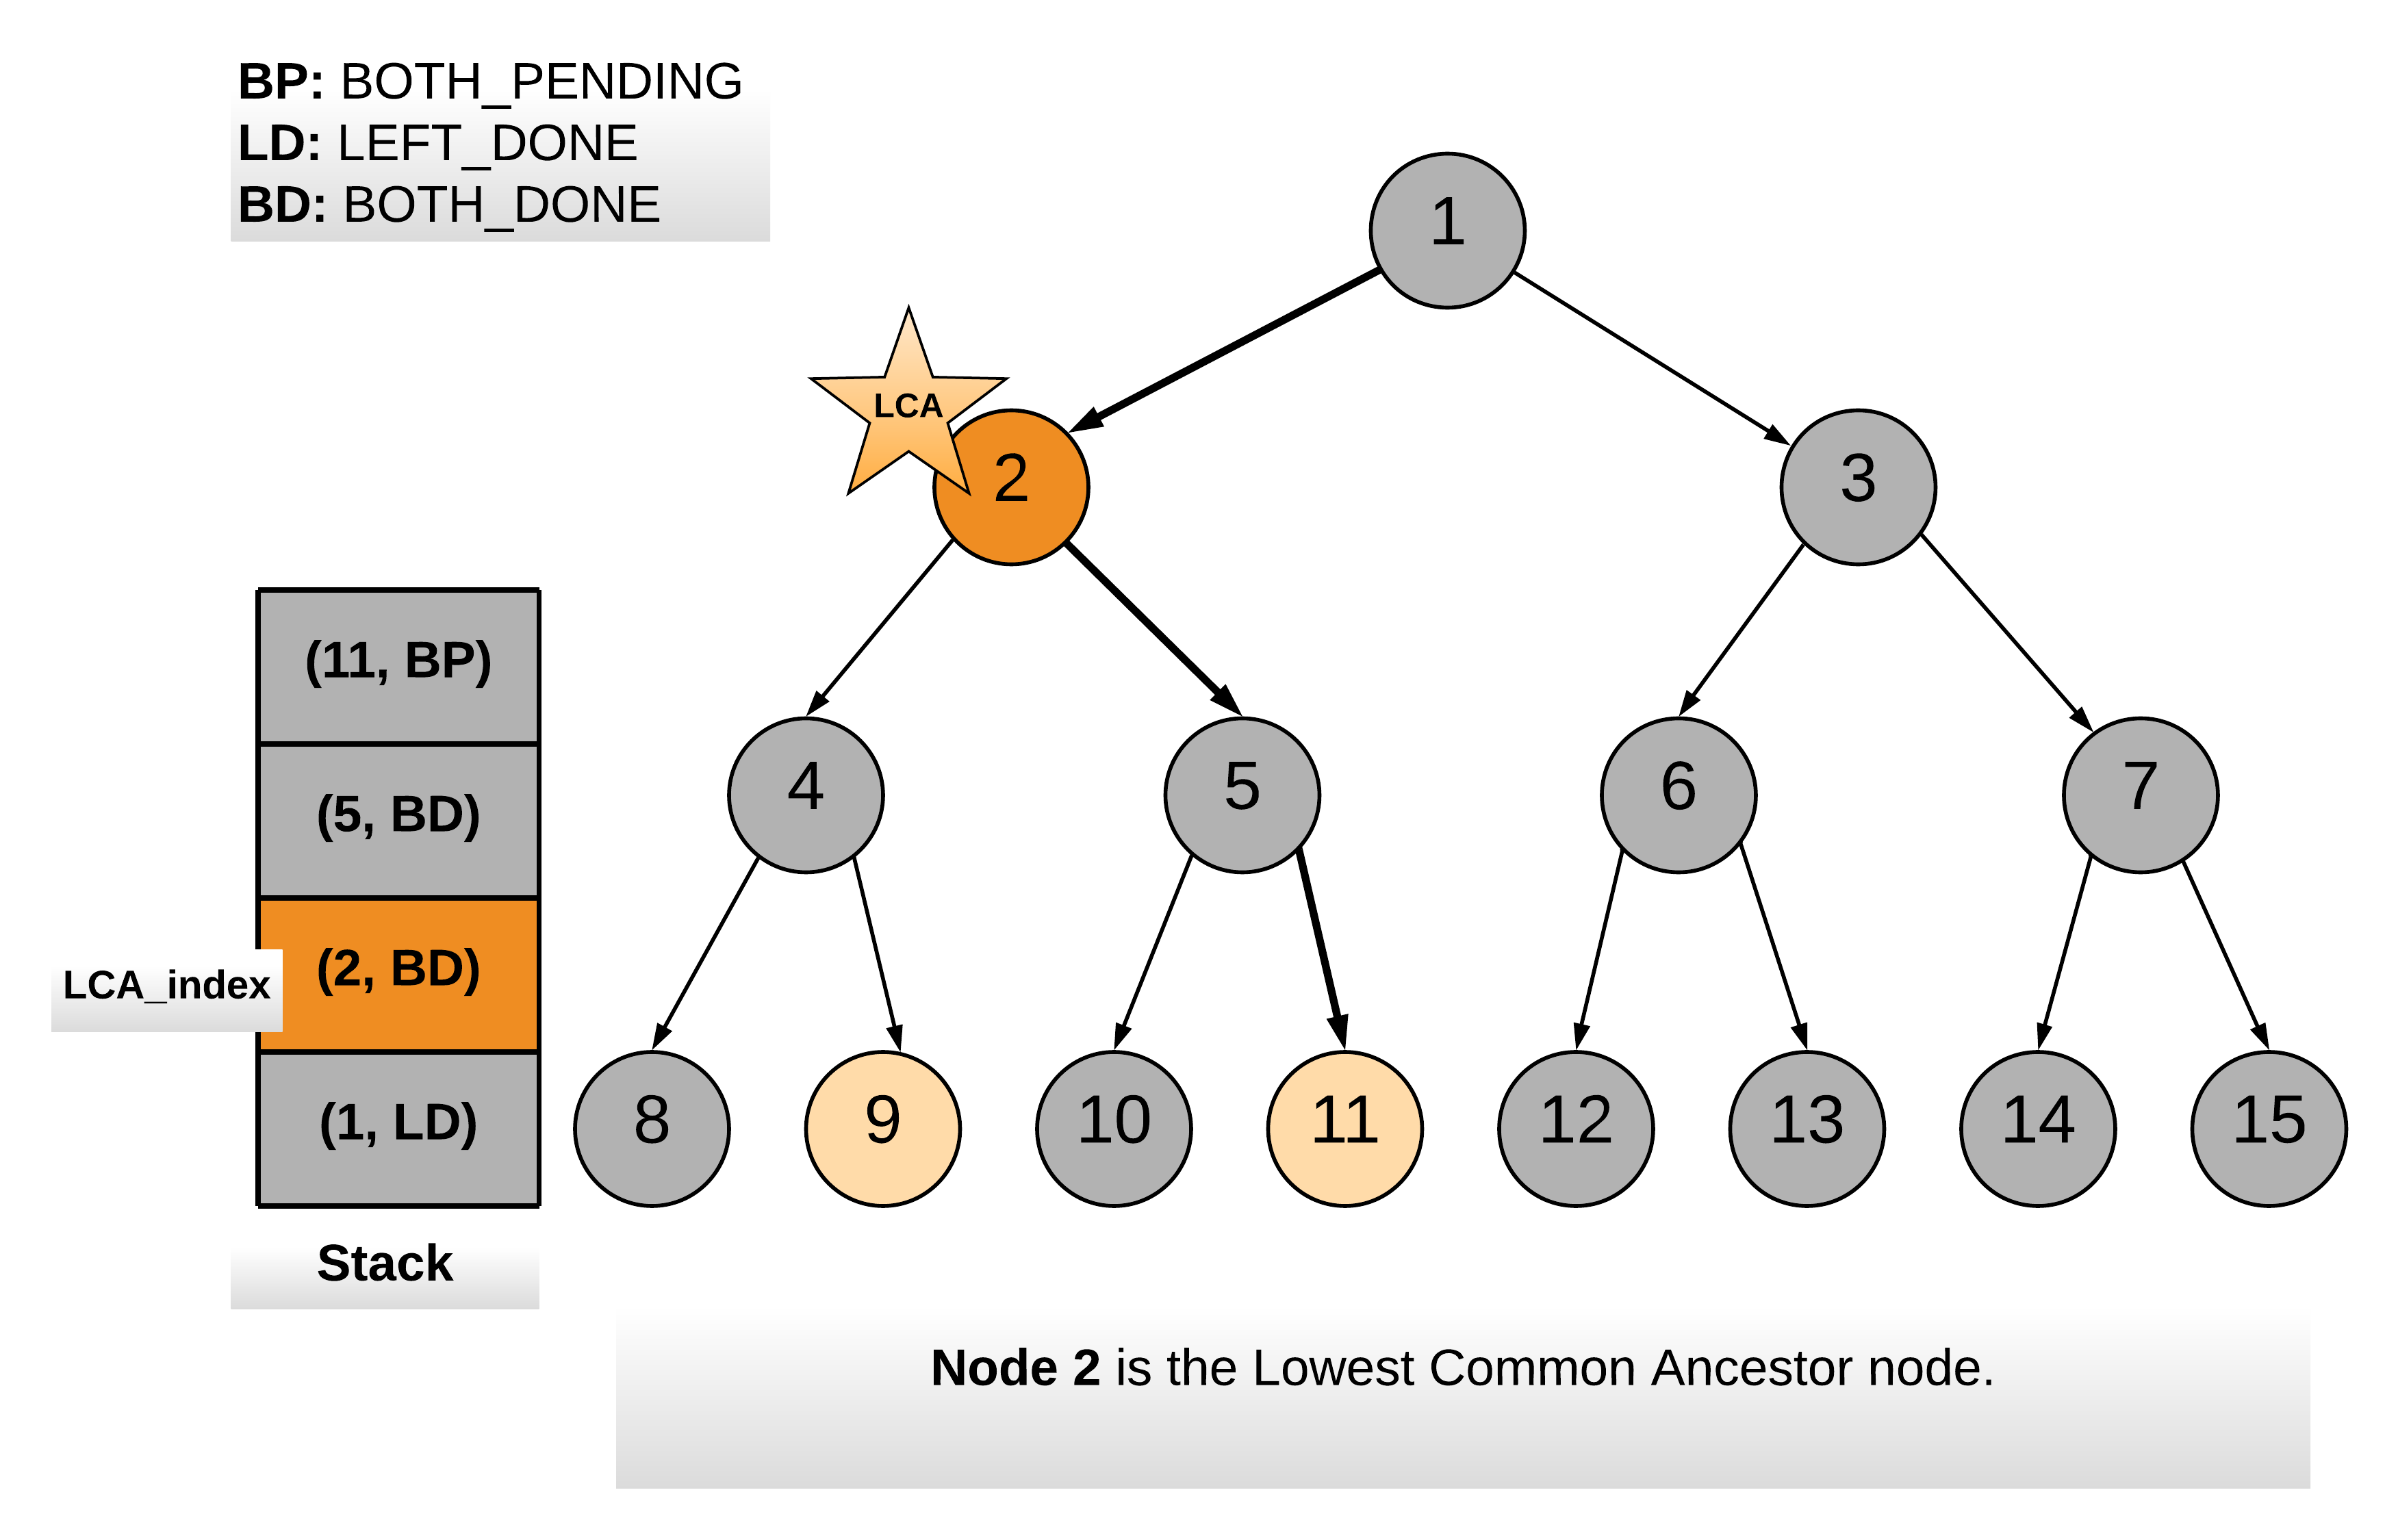 BP: BOTH_PENDING
LD: LEFT_DONE
BD: BOTH_DONE
1
LCA
2
3
(11, BP)
4
5
6
7
(5, BD)
(2, BD)
LCA_index
(1, LD)
8
9
10
11
12
13
14
15
Stack
Node 2 is the Lowest Common Ancestor node.